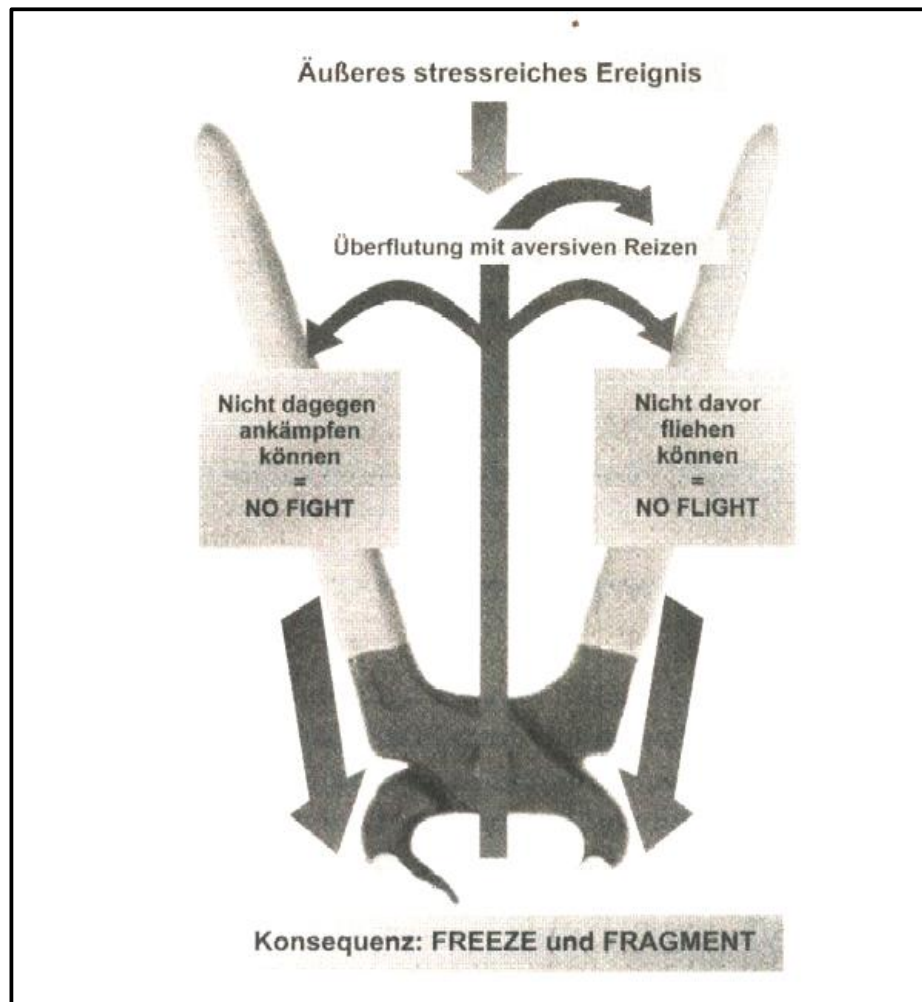 Äußeres stressreiches Ereignis
Überflutung mit aversiven Reizen
Nicht dagegen
ankämpfen
können
=
NO FIGHT
Nicht davor
fliehen
können
=
NO FLIGHT
Konsequenz: FREEZE und FRAGMENT